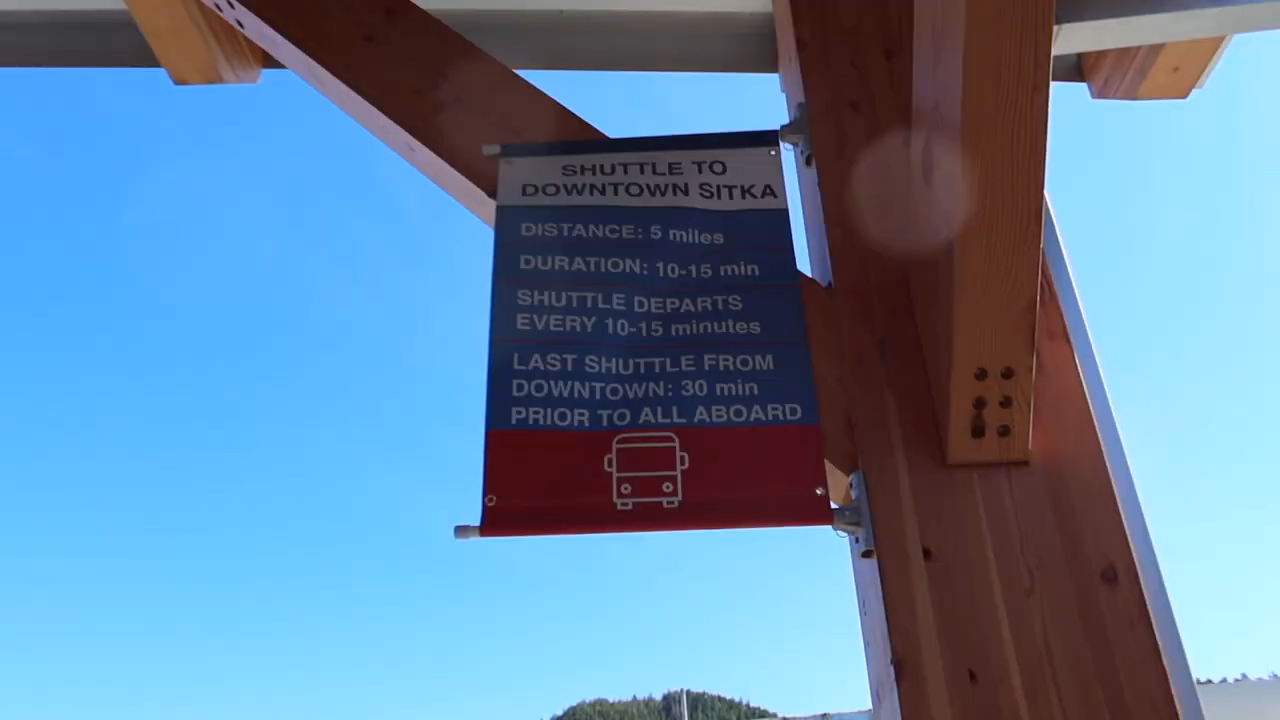 SHUTTLE TO
DOWNTOWN SITKA
DISTANCE: 5 miles
DURATION: 10-15 min
SHUTTLE DEPARTS
EVERY 10-15 minutes
LAST SHUTTLE FROM
DOWNTOWN: 30 min
PRIOR TO ALL ABOARD